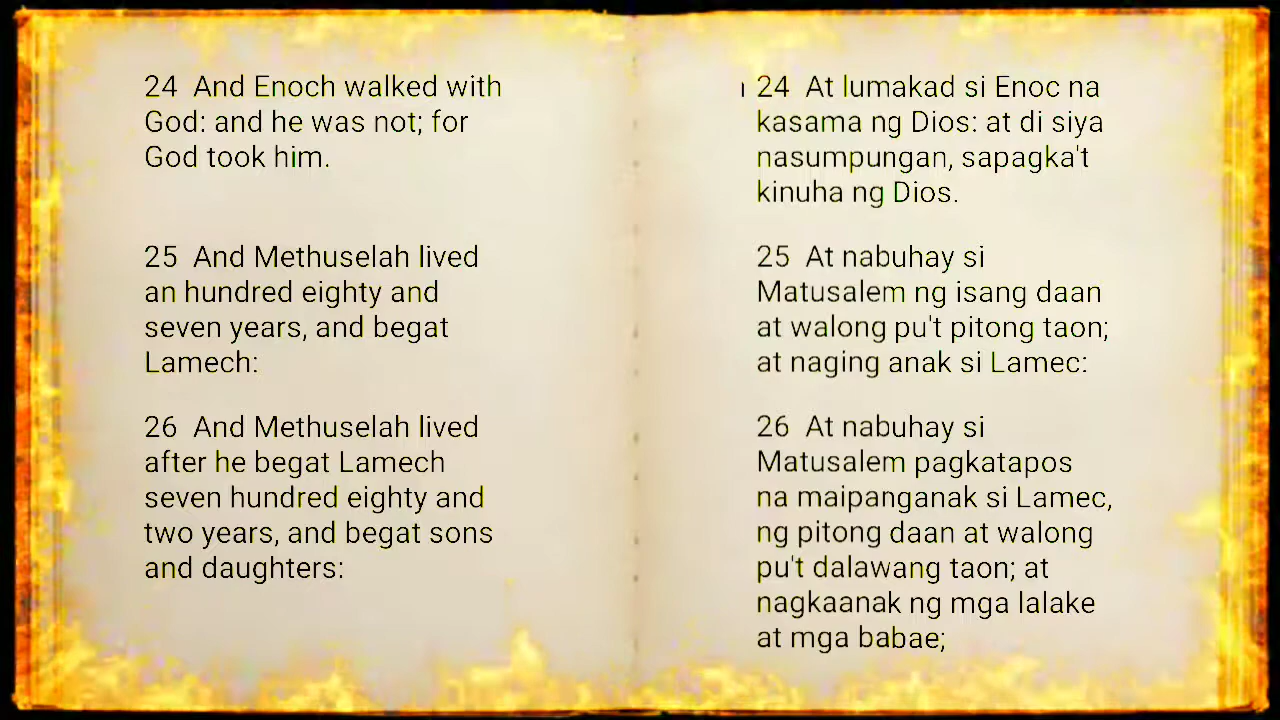 24  And Enoch walked with
God: and he was not; for
God took him.
25  And Methuselah lived
an hundred eighty and
seven years, and begat
Lamech:
26  And Methuselah lived
after he begat Lamech
seven hundred eighty and
two years, and begat sons
and daughters:
24  At lumakad si Enoc na
kasama ng Dios: at di siya
nasumpungan, sapagka't
kinuha ng Dios.
25  At nabuhay si
Matusalem ng isang daan
at walong pu't pitong taon;
at naging anak si Lamec:
26  At nabuhay si
Matusalem pagkatapos
na maipanganak si Lamec,
ng pitong daan at walong
pu't dalawang taon; at
nagkaanak ng mga lalake
at mga babae;